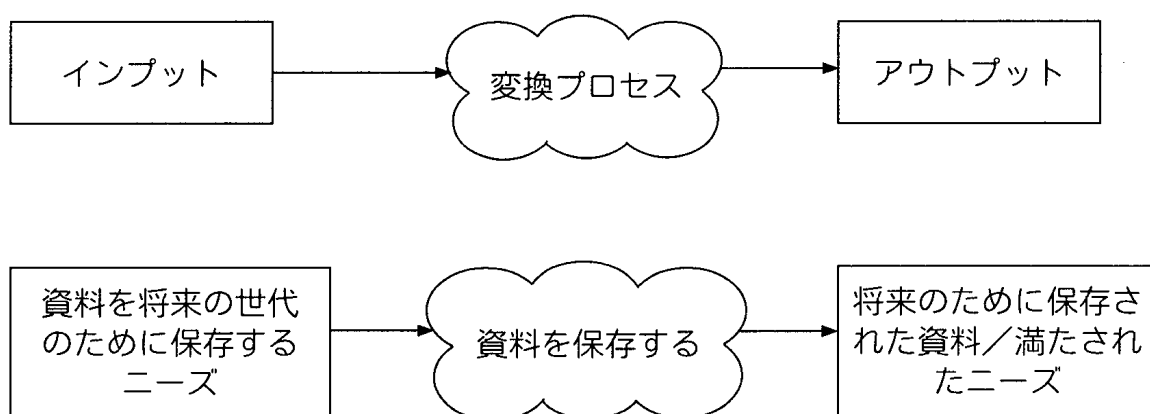 インプット
変換プロセス
アウトプット
資料を将来の世代
のために保存する
ニーズ
資料を保存する
将来のために保存さ
れた資料／満たされ
たニーズ